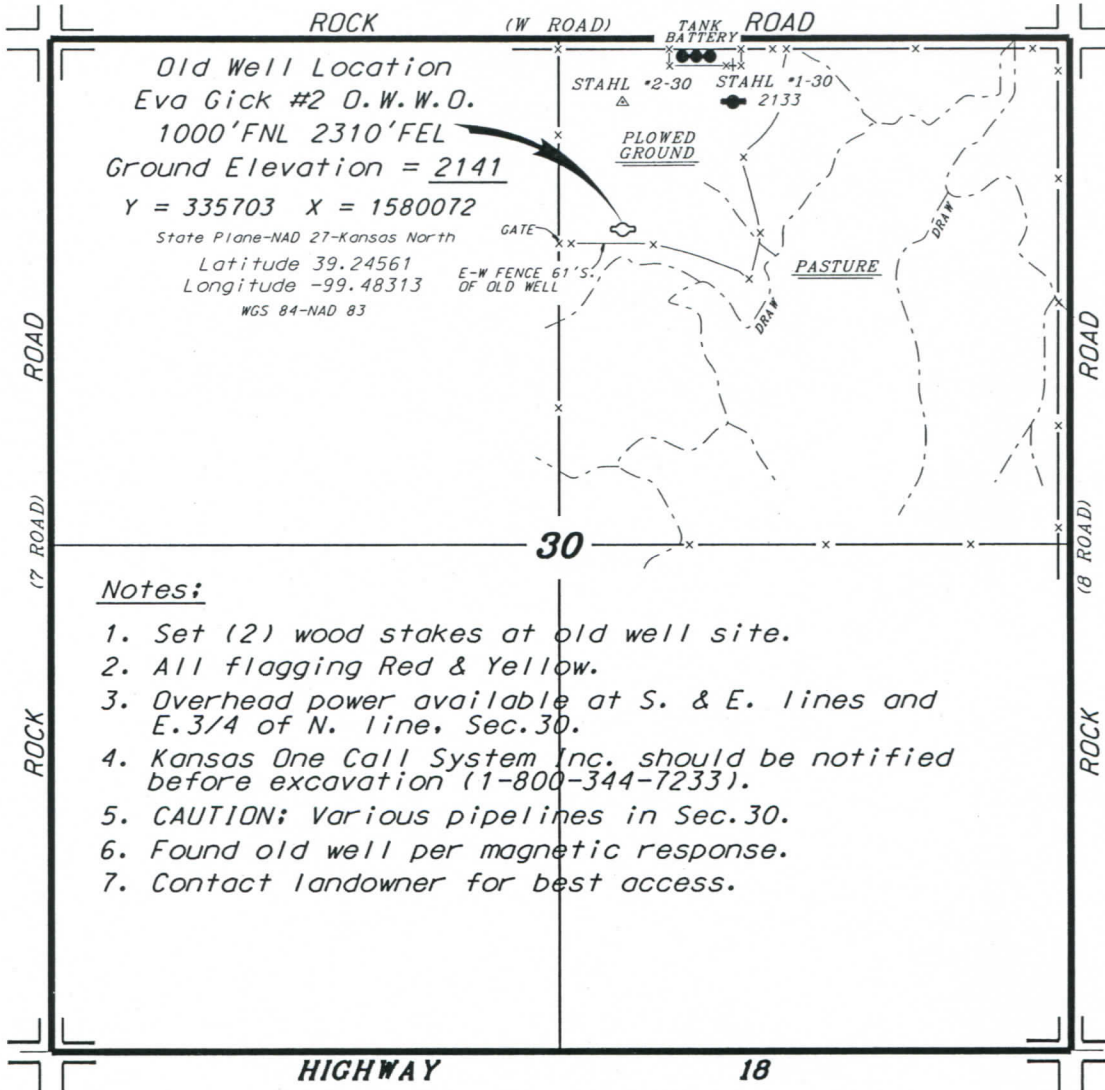 ROCK (W ROAD) ROAD
TANK
BATTERY
Old Well Location
Eva Gick #2 O.W.W.O.
1000'FNL 2310'FEL
Ground Elevation = 2141
Y = 335703 X = 1580072
State Plane-NAD 27-Kansas North
Latitude 39.24561
Longitude -99.48313
WGS 84-NAD 83
STAHL #2-30
STAHL #1-30
2133
PLOWED
GROUND
GATE
E-W FENCE 61'S.
OF OLD WELL
DRAW
PASTURE
DRAW
ROAD
(7 ROAD)
ROCK
ROAD
(8 ROAD)
ROCK
30
Notes:
1. Set (2) wood stakes at old well site.
2. All flagging Red & Yellow.
3. Overhead power available at S. & E. lines and
E.3/4 of N. line, Sec.30.
4. Kansas One Call System Inc. should be notified
before excavation (1-800-344-7233).
5. CAUTION: Various pipelines in Sec.30.
6. Found old well per magnetic response.
7. Contact landowner for best access.
HIGHWAY 18